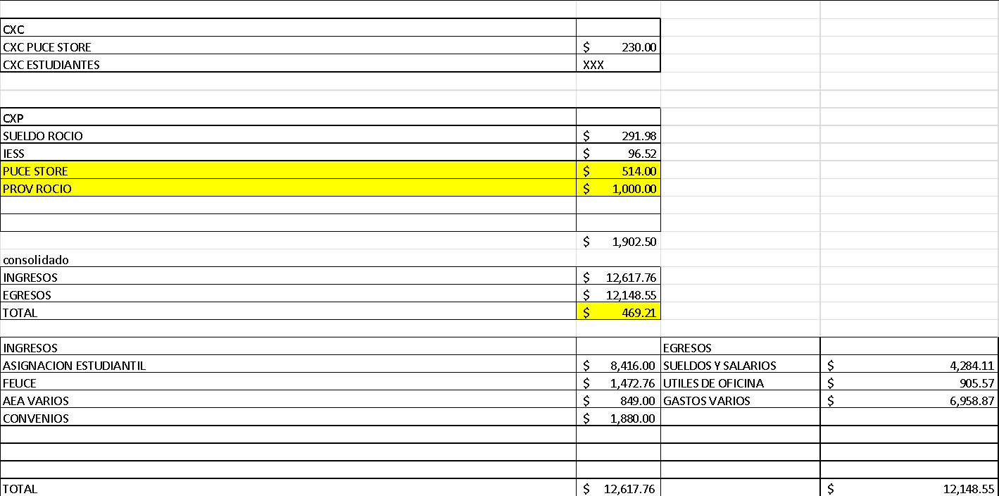 CXC
CXC PUCE STORE $ 230.00
CXC ESTUDIANTES XXX
CXP
SUELDO ROCIO $ 291.98
IESS $ 96.52
PUCE STORE $ 514.00
PROV ROCIO $ 1,000.00
$ 1,902.50
consolidado
INGRESOS $ 12,617.76
EGRESOS $ 12,148.55
TOTAL $ 469.21
INGRESOS EGRESOS
ASIGNACION ESTUDIANTIL $ 8,416.00 SUELDOS Y SALARIOS $ 4,284.11
FEUCE $ 1,472.76 UTILES DE OFICINA $ 905.57
AEA VARIOS $ 849.00 GASTOS VARIOS $ 6,958.87
CONVENIOS $ 1,880.00
TOTAL $ 12,617.76 $ 12,148.55